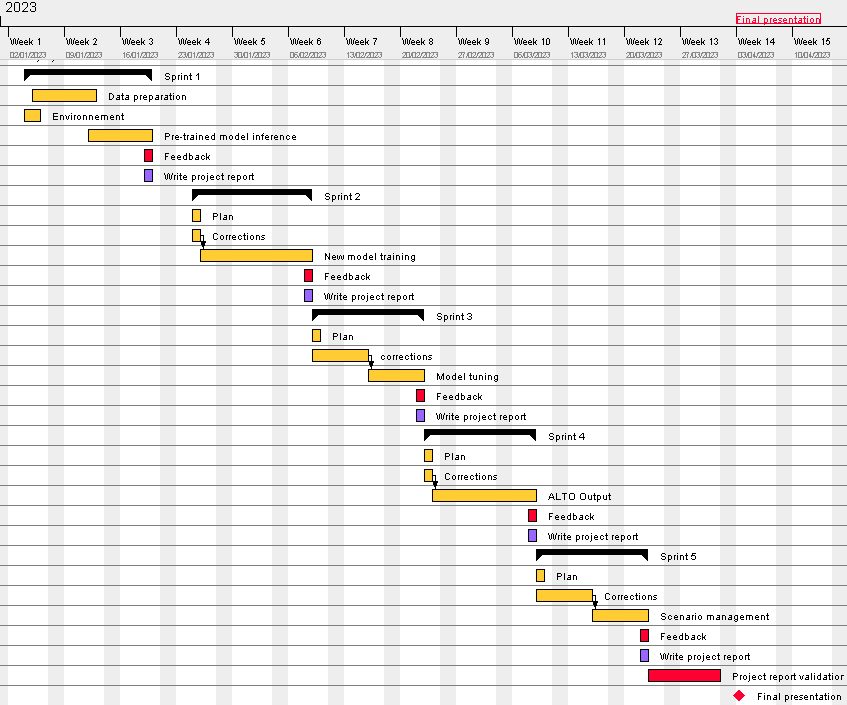 2023
Final presentation
Week 1 Week 2 Week 3 Week 4 Week 5 Week 6 Week 7 Week 8 Week 9 Week 10 Week 11 Week 12 Week 13 Week 14 Week 15
02/01/2023 09/01/2023 16/01/2023 23/01/2023 30/01/2023 06/02/2023 13/02/2023 20/02/2023 27/02/2023 06/03/2023 13/03/2023 20/03/2023 27/03/2023 03/04/2023 10/04/2023
Sprint 1
Data preparation
Environnement
Pre-trained model inference
Feedback
Write project report
Sprint 2
Plan
Corrections
New model training
Feedback
Write project report
Sprint 3
Plan
corrections
Model tuning
Feedback
Write project report
Sprint 4
Plan
Corrections
ALTO Output
Feedback
Write project report
Sprint 5
Plan
Corrections
Scenario management
Feedback
Write project report
Project report validatior
Final presentation